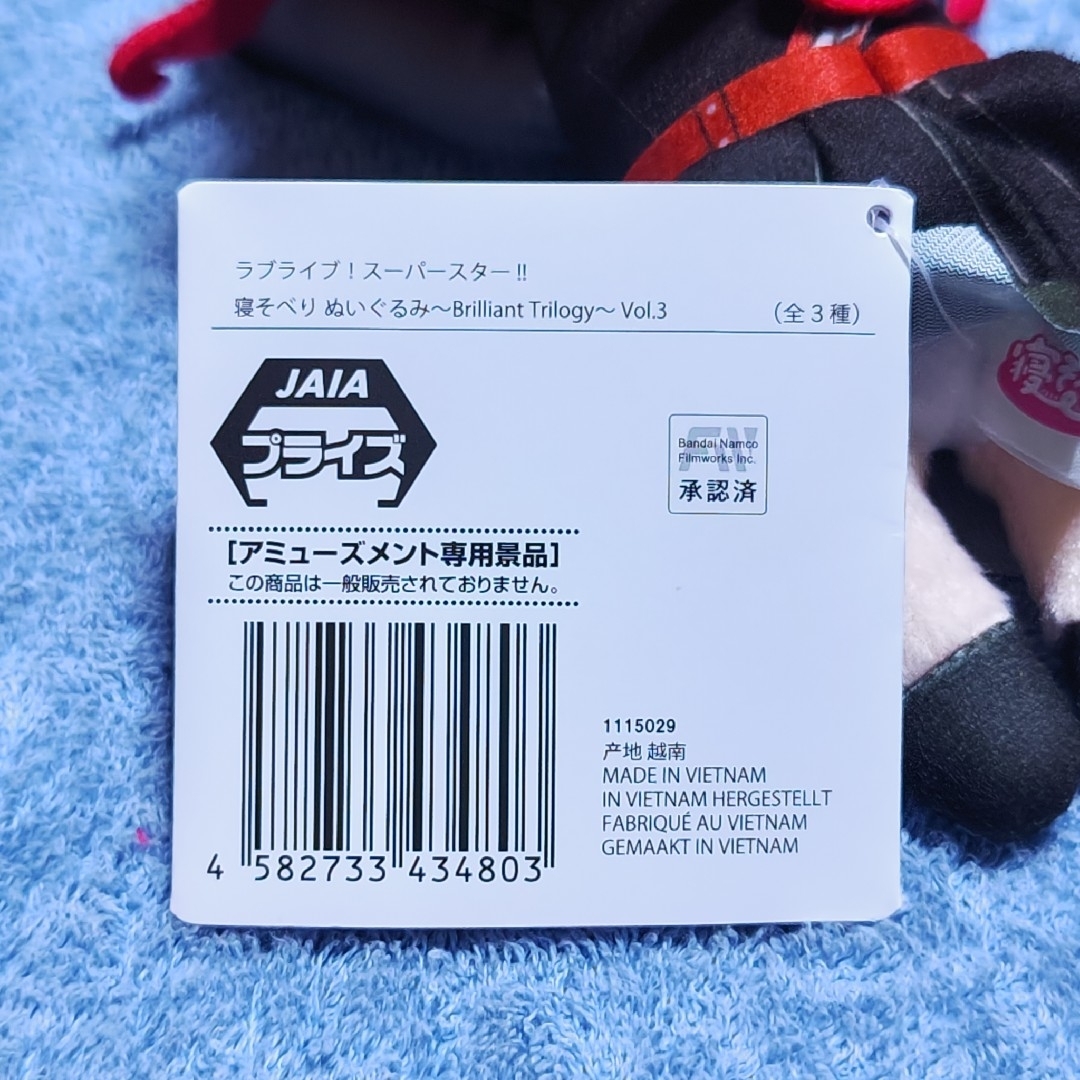 ラブライブ！スーパースター!!
寝そべり ぬいぐるみ～Brilliant Trilogy～ Vol.3 （全３種）
JAIA
プライズ
Bandai Namco
Filmworks Inc.
承認済
[アミューズメント専用景品]
この商品は一般販売されておりません。
4 582733 434803
1115029
产地 越南
MADE IN VIETNAM
IN VIETNAM HERGESTELLT
FABRIQUÉ AU VIETNAM
GEMAAKT IN VIETNAM
寝そ